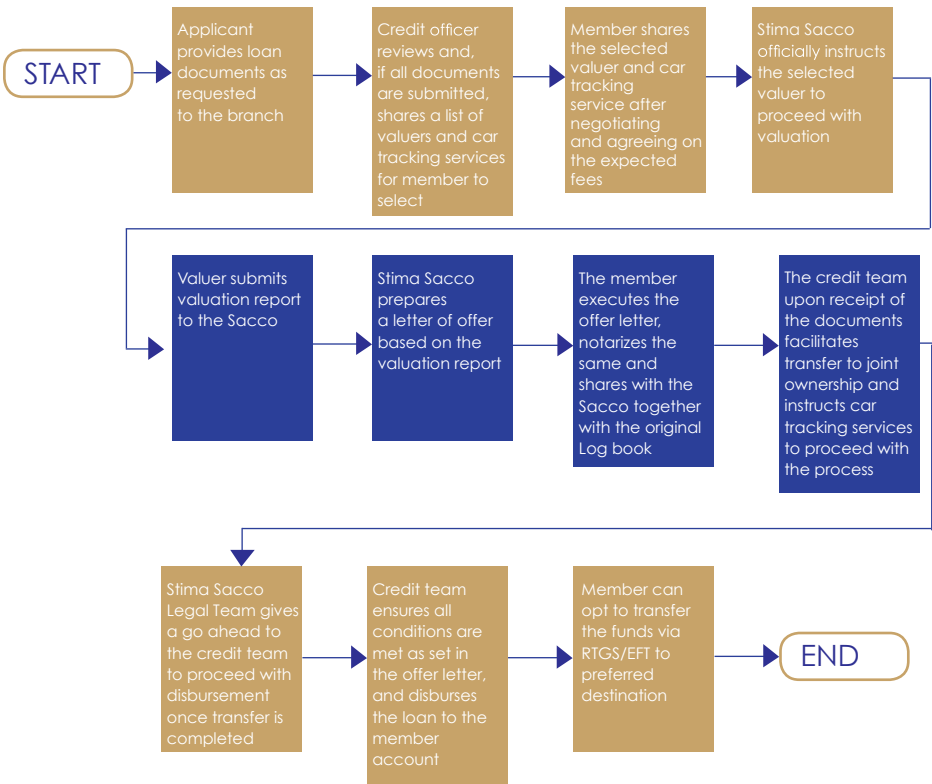 START
Applicant
provides loan
documents as
requested
to the branch
Credit officer
reviews and,
if all documents
are submitted,
shares a list of
valuers and car
tracking services
for member to
select
Member shares
the selected
valuer and car
tracking
service after
negotiating
and agreeing on
the expected
fees
Stima Sacco
officially instructs
the selected
valuer to
proceed with
valuation
Valuer submits
valuation report
to the Sacco
Stima Sacco
prepares
a letter of offer
based on the
valuation report
The member
executes the
offer letter,
notarizes the
same and
shares with the
Sacco together
with the original
Log book
The credit team
upon receipt of
the documents
facilitates
transfer to joint
ownership and
instructs car
tracking services
to proceed with
the process
Stima Sacco
Legal Team gives
a go ahead to
the credit team
to proceed with
disbursement
once transfer is
completed
Credit team
ensures all
conditions are
met as set in
the offer letter,
and disburses
the loan to the
member
account
Member can
opt to transfer
the funds via
RTGS/EFT to
preferred
destination
END